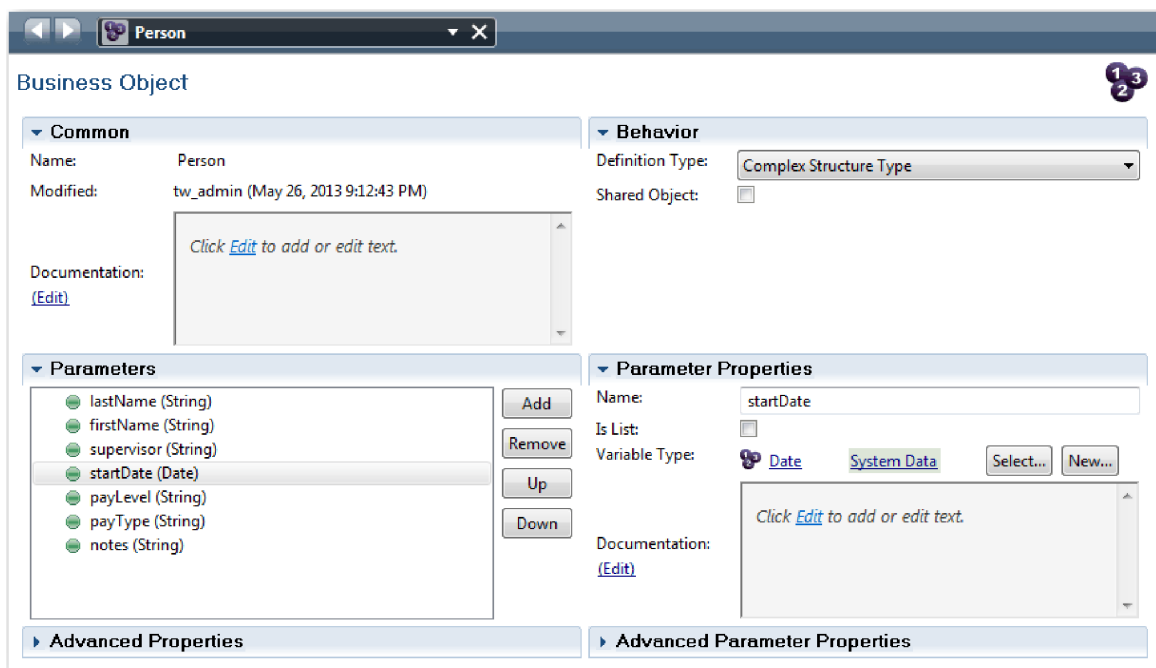 Person
Business Object
1 3
2
Common
Name: Person
Modified: tw_admin (May 26, 2013 9:12:43 PM)
Click Edit to add or edit text.
Documentation:
(Edit)
Behavior
Definition Type: Complex Structure Type
Shared Object:
Parameters
lastName (String)
firstName (String)
supervisor (String)
startDate (Date)
payLevel (String)
payType (String)
notes (String)
Add
Remove
Up
Down
Parameter Properties
Name: startDate
Is List:
Variable Type: Date System Data Select... New...
Click Edit to add or edit text.
Documentation:
(Edit)
Advanced Properties
Advanced Parameter Properties